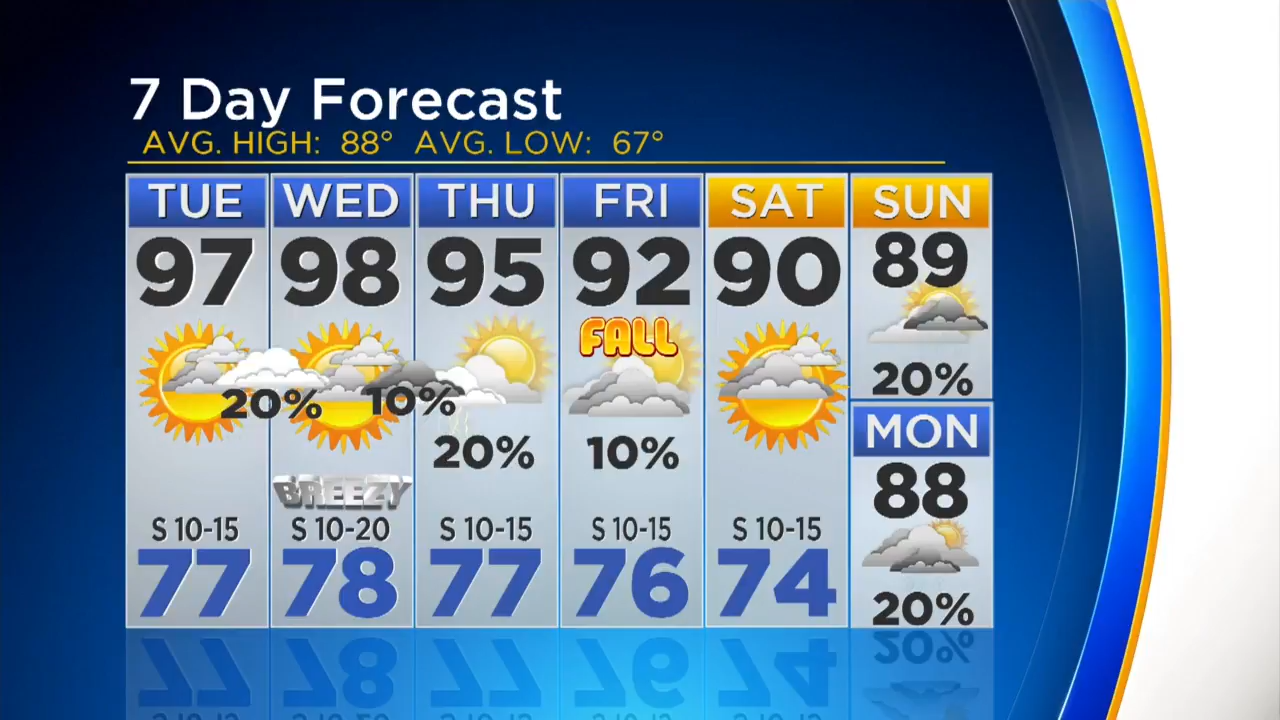 7 Day Forecast
AVG. HIGH: 88° AVG. LOW: 67°
TUE WED THU FRI SAT SUN
97 98 95 92 90 89
FALL
20% 10% 20%
MON
20% 10%
88
BREEZY
S 10-15 S 10-20 S 10-15 S 10-15 S 10-15
77 78 77 76 74
20%